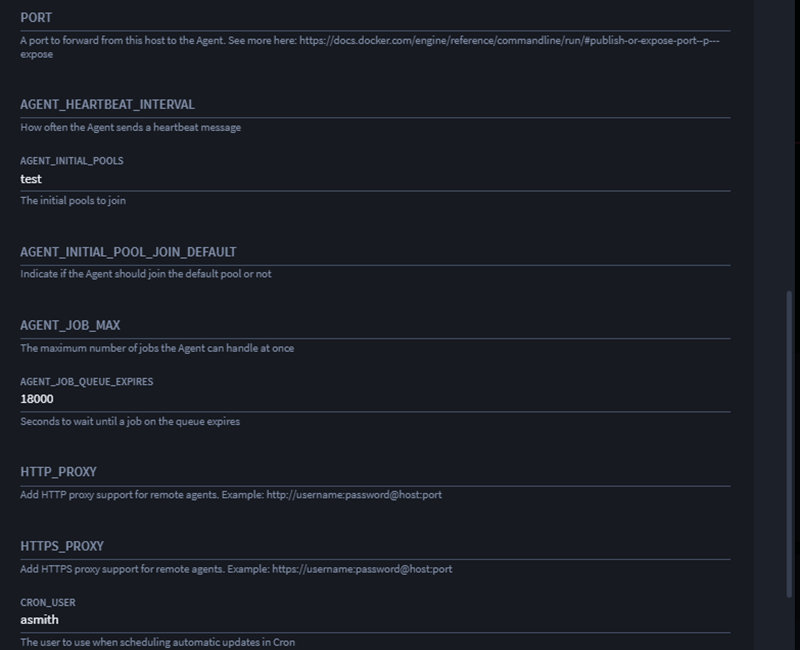 PORT
A port to forward from this host to the Agent. See more here: https://docs.docker.com/engine/reference/commandline/run/#publish-or-expose-port--p---
expose
AGENT_HEARTBEAT_INTERVAL
How often the Agent sends a heartbeat message
AGENT_INITIAL_POOLS
test
The initial pools to join
AGENT_INITIAL_POOL_JOIN_DEFAULT
Indicate if the Agent should join the default pool or not
AGENT_JOB_MAX
The maximum number of jobs the Agent can handle at once
AGENT_JOB_QUEUE_EXPIRES
18000
Seconds to wait until a job on the queue expires
HTTP_PROXY
Add HTTP proxy support for remote agents. Example: http://username:password@host:port
HTTPS_PROXY
Add HTTPS proxy support for remote agents. Example: https://username:password@host:port
CRON_USER
asmith
The user to use when scheduling automatic updates in Cron